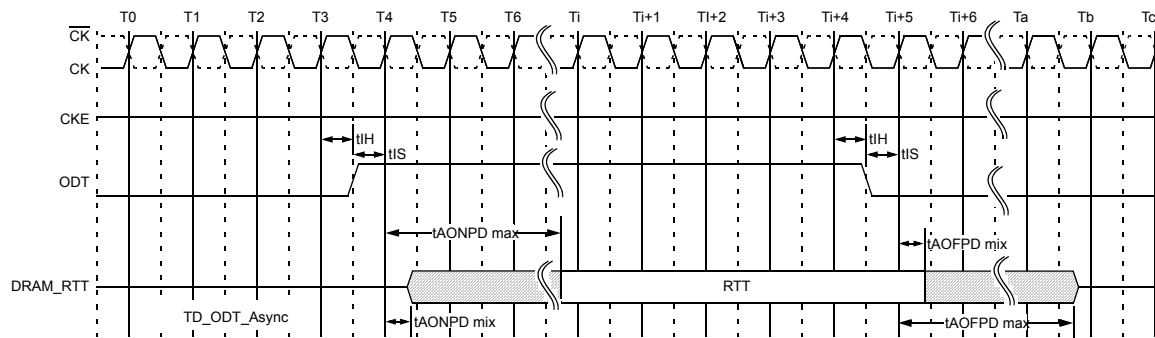 T0 T1 T2 T3 T4 T5 T6 Ti Ti+1 TI+2 Ti+3 Ti+4 Ti+5 Ti+6 Ta Tb Tc
CK
CK
CKE
tIH
tIS
tIH
tIS
ODT
tAONPD max
tAOFPD mix
DRAM_RTT
RTT
TD_ODT_Async
tAONPD mix
tAOFPD max